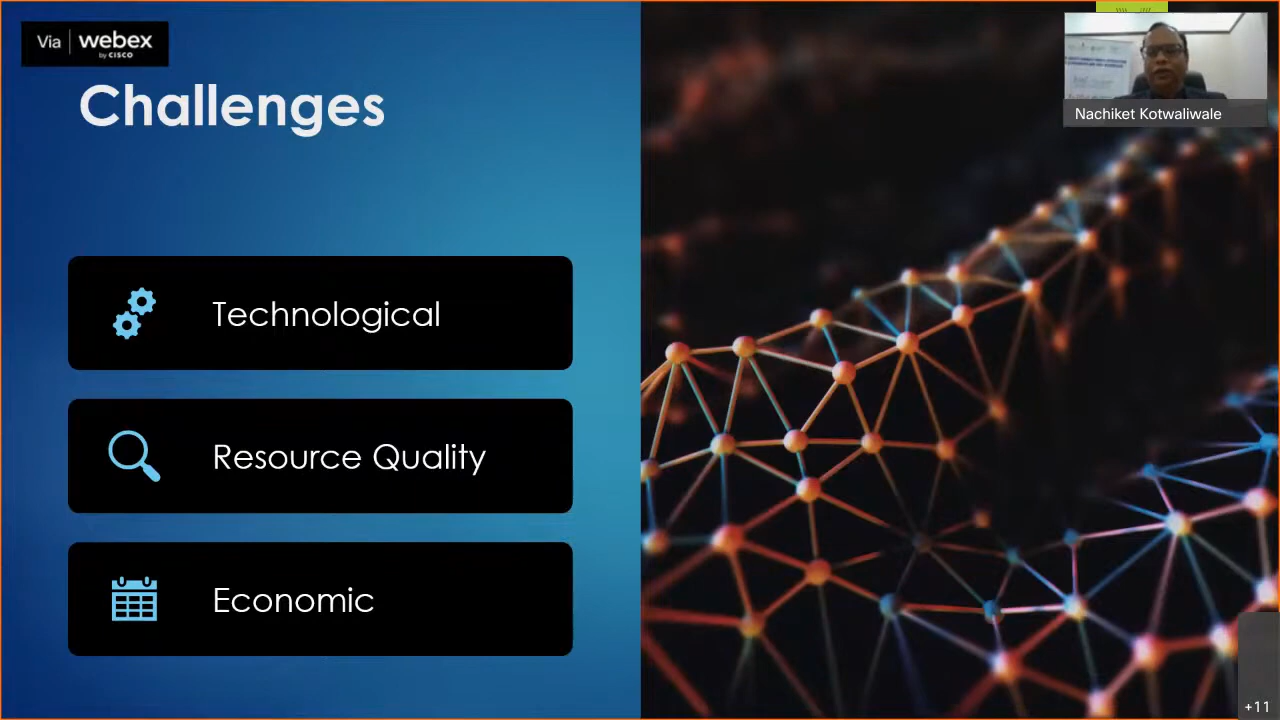 Via webex
by CISCO
Challenges
Nachiket Kotwaliwale
Technological
Resource Quality
Economic
+11